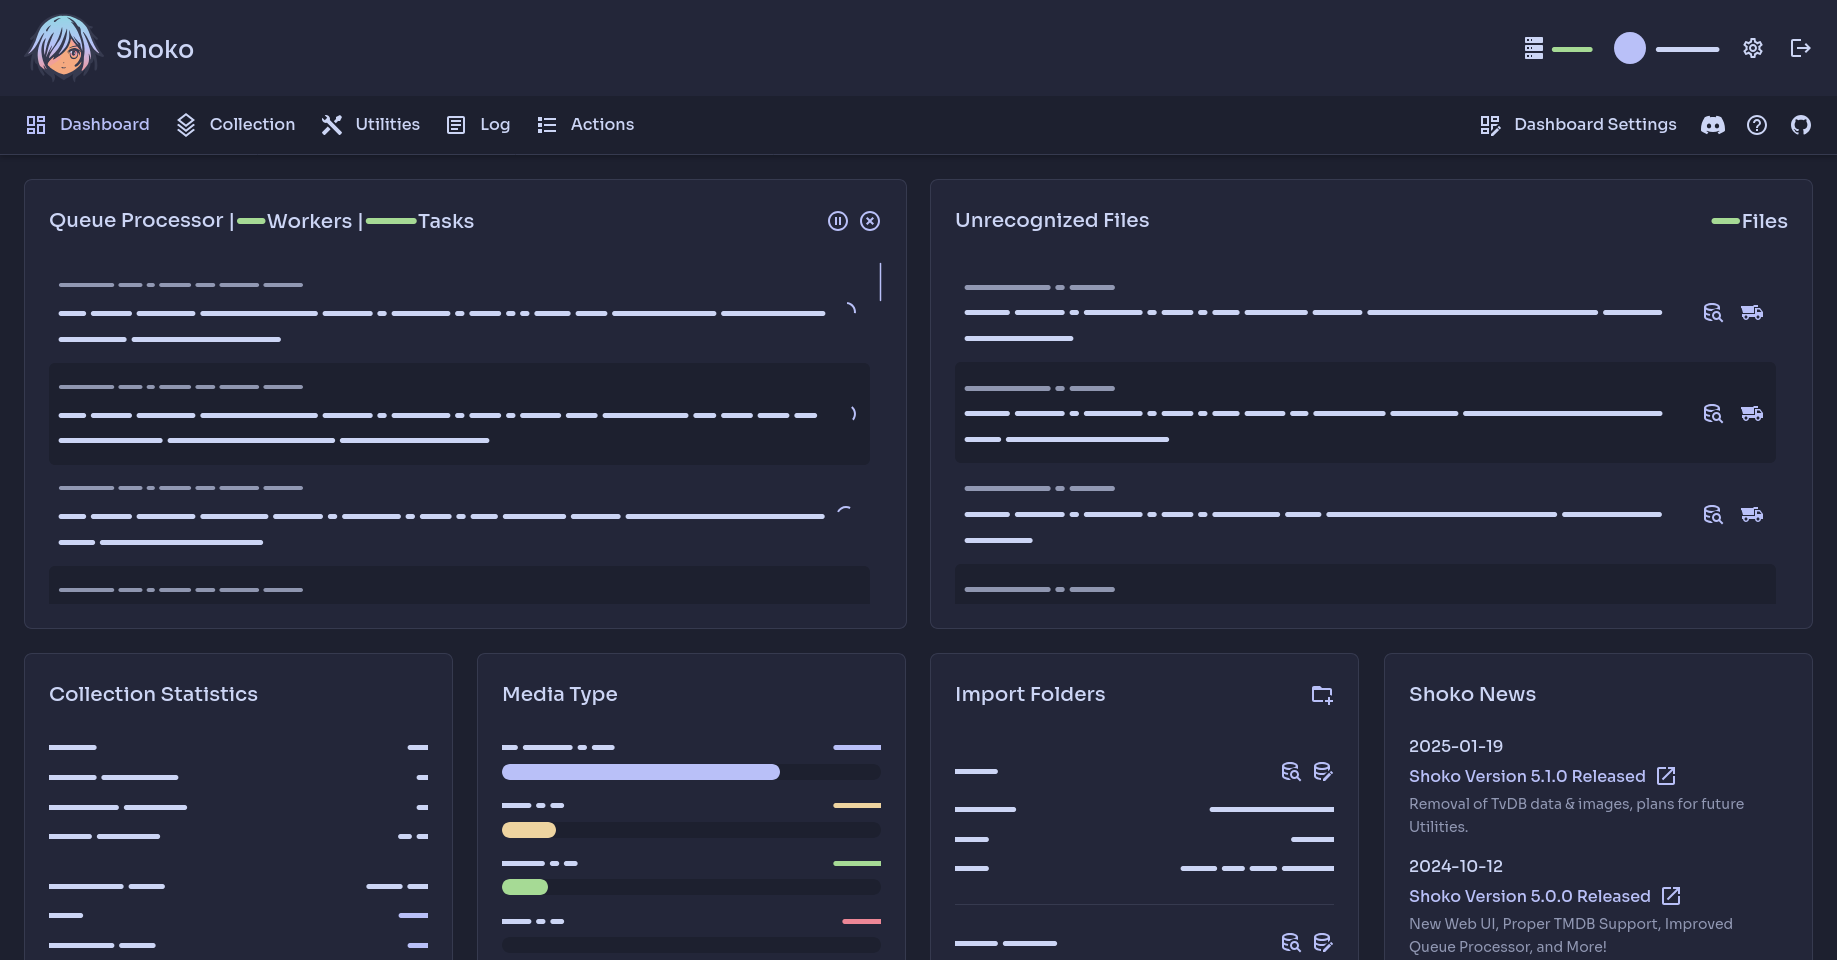 Shoko
Dashboard
Collection
Utilities
Log
Actions
Dashboard Settings
Queue Processor | Workers | Tasks
Unrecognized Files
Files
Collection Statistics
Media Type
Import Folders
Shoko News
2025-01-19
Shoko Version 5.1.0 Released
Removal of TvDB data & images, plans for future
Utilities.
2024-10-12
Shoko Version 5.0.0 Released
New Web UI, Proper TMDB Support, Improved
Queue Processor, and More!